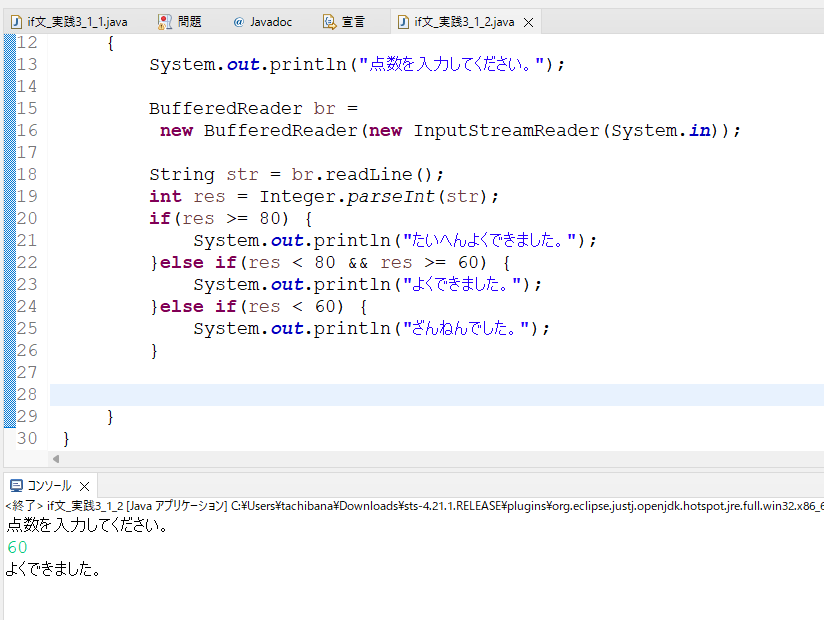 if文_実践3_1_1.java 問題 @ Javadoc 宣言 if文_実践3_1_2.java
12 {
13 System.out.println("点数を入力してください。");
14
15 BufferedReader br =
16 new BufferedReader(new InputStreamReader(System.in));
17
18 String str = br.readLine();
19 int res = Integer.parseInt(str);
20 if(res >= 80) {
21 System.out.println("たいへんよくできました。");
22 }else if(res < 80 && res >= 60) {
23 System.out.println("よくできました。");
24 }else if(res < 60) {
25 System.out.println("ざんねんでした。");
26 }
27
28
29 }
30 }
コンソール
<終了> if文_実践3_1_2 [Java アプリケーション] C:¥Users¥tachibana¥Downloads¥sts-4.21.1.RELEASE¥plugins¥org.eclipse.justj.openjdk.hotspot.jre.full.win32.x86_6
点数を入力してください。
60
よくできました。